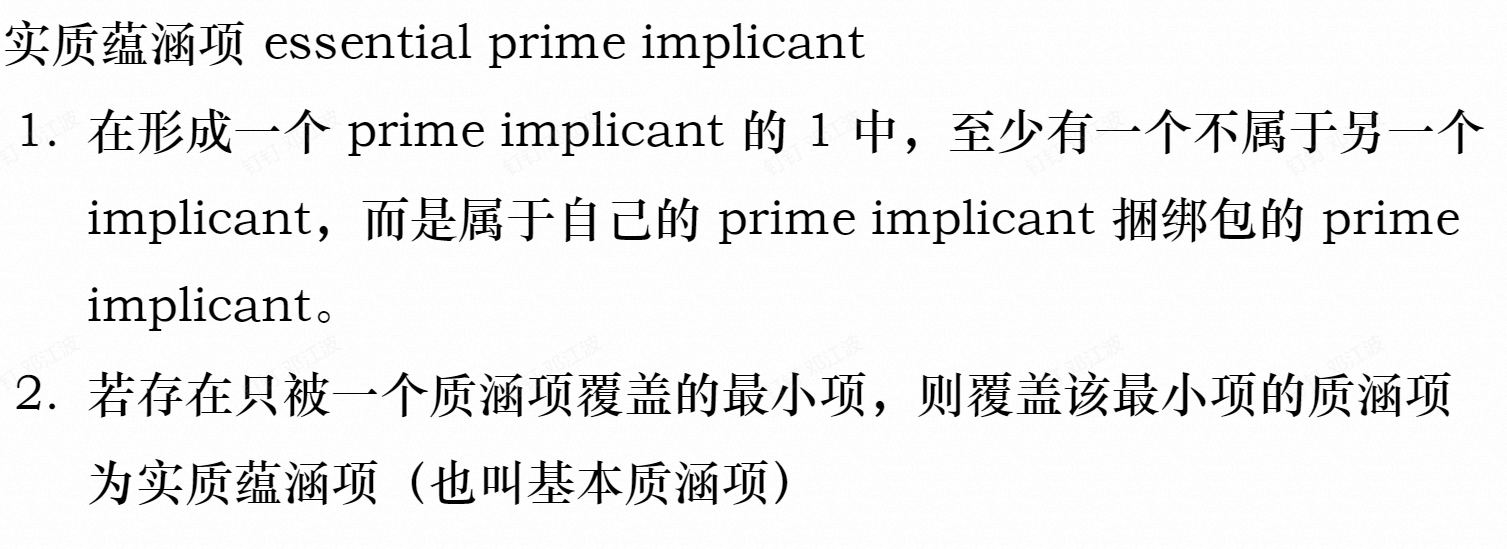 实质蕴涵项 essential prime implicant
1. 在形成一个 prime implicant 的 1 中，至少有一个不属于另一个
implicant，而是属于自己的 prime implicant 捆绑包的 prime
implicant。
2. 若存在只被一个质涵项覆盖的最小项，则覆盖该最小项的质涵项
为实质蕴涵项（也叫基本质涵项）